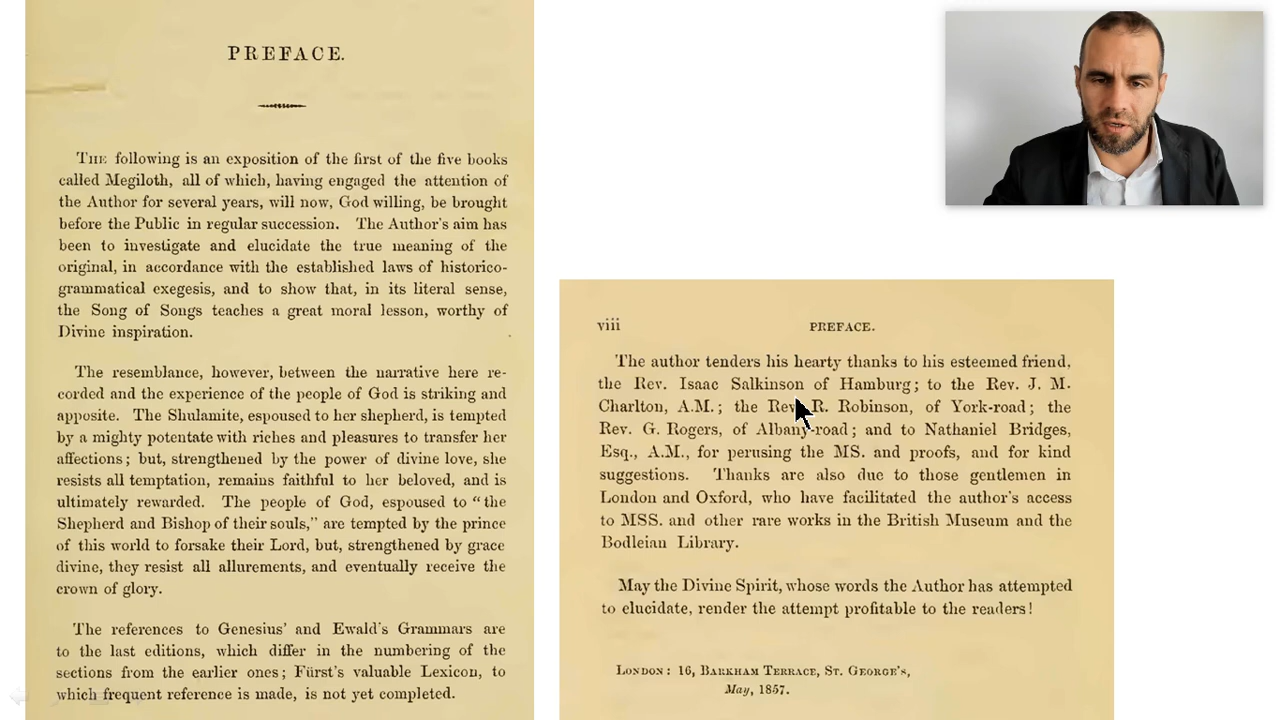 PREFACE.
THE following is an exposition of the first of the five books
called Megiloth, all of which, having engaged the attention of
the Author for several years, will now, God willing, be brought
before the Public in regular succession. The Author's aim has
been to investigate and elucidate the true meaning of the
original, in accordance with the established laws of historico-
grammatical exegesis, and to show that, in its literal sense,
the Song of Songs teaches a great moral lesson, worthy of
Divine inspiration.
The resemblance, however, between the narrative here re-
corded and the experience of the people of God is striking and
apposite. The Shulamite, espoused to her shepherd, is tempted
by a mighty potentate with riches and pleasures to transfer her
affections; but, strengthened by the power of divine love, she
resists all temptation, remains faithful to her beloved, and is
ultimately rewarded. The people of God, espoused to "the
Shepherd and Bishop of their souls," are tempted by the prince
of this world to forsake their Lord, but, strengthened by grace
divine, they resist all allurements, and eventually receive the
crown of glory.
The references to Genesius' and Ewald's Grammars are
to the last editions, which differ in the numbering of the
sections from the earlier ones; Fürst's valuable Lexicon, to
which frequent reference is made, is not yet completed.
viii PREFACE.
The author tenders his hearty thanks to his esteemed friend,
the Rev. Isaac Salkinson of Hamburg; to the Rev. J. M.
Charlton, A.M.; the Rev. R. Robinson, of York-road; the
Rev. G. Rogers, of Albany-road; and to Nathaniel Bridges,
Esq., A.M., for perusing the MS. and proofs, and for kind
suggestions. Thanks are also due to those gentlemen in
London and Oxford, who have facilitated the author's access
to MSS. and other rare works in the British Museum and the
Bodleian Library.
May the Divine Spirit, whose words the Author has attempted
to elucidate, render the attempt profitable to the readers!
LONDON: 16, BARKHAM TERRACE, ST. GEORGE'S,
May, 1857.